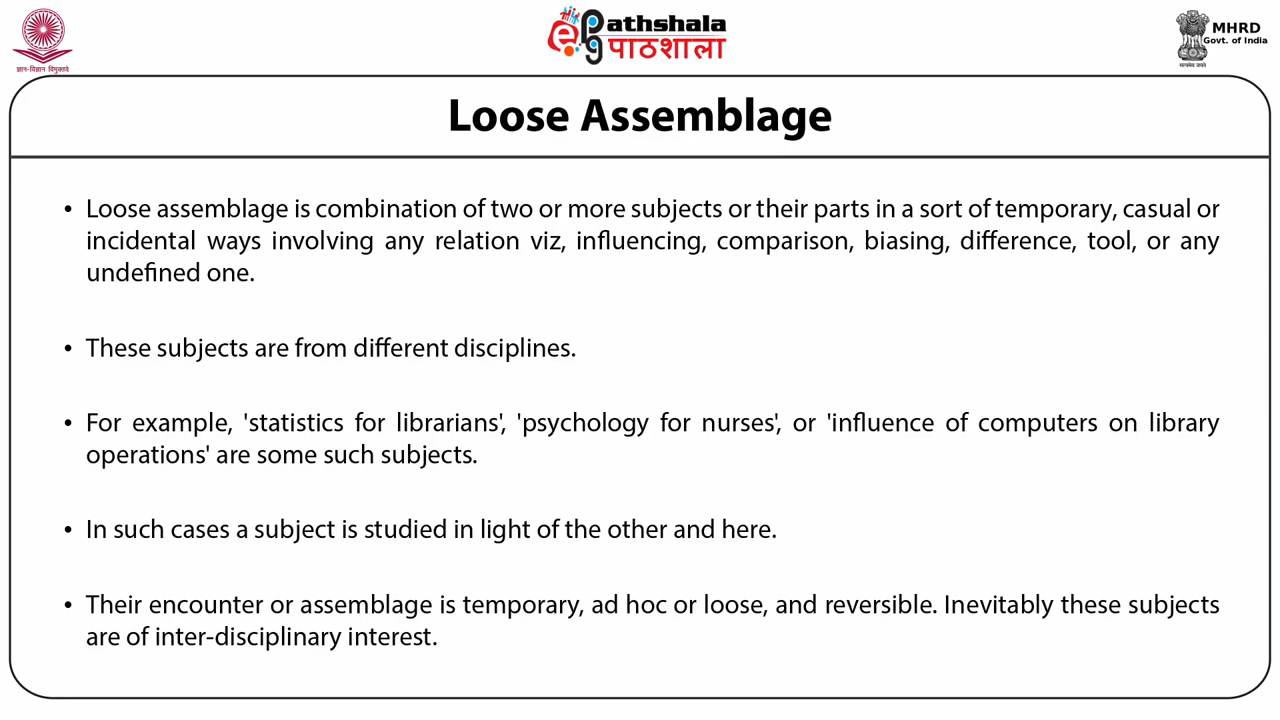 ज्ञान-विज्ञान विमुक्तये
ePG Pathshala
पाठशाला
MHRD
Govt. of India
सत्यमेव जयते
Loose Assemblage
• Loose assemblage is combination of two or more subjects or their parts in a sort of temporary, casual or
incidental ways involving any relation viz, influencing, comparison, biasing, difference, tool, or any
undefined one.
• These subjects are from different disciplines.
• For example, 'statistics for librarians', 'psychology for nurses', or 'influence of computers on library
operations' are some such subjects.
• In such cases a subject is studied in light of the other and here.
• Their encounter or assemblage is temporary, ad hoc or loose, and reversible. Inevitably these subjects
are of inter-disciplinary interest.